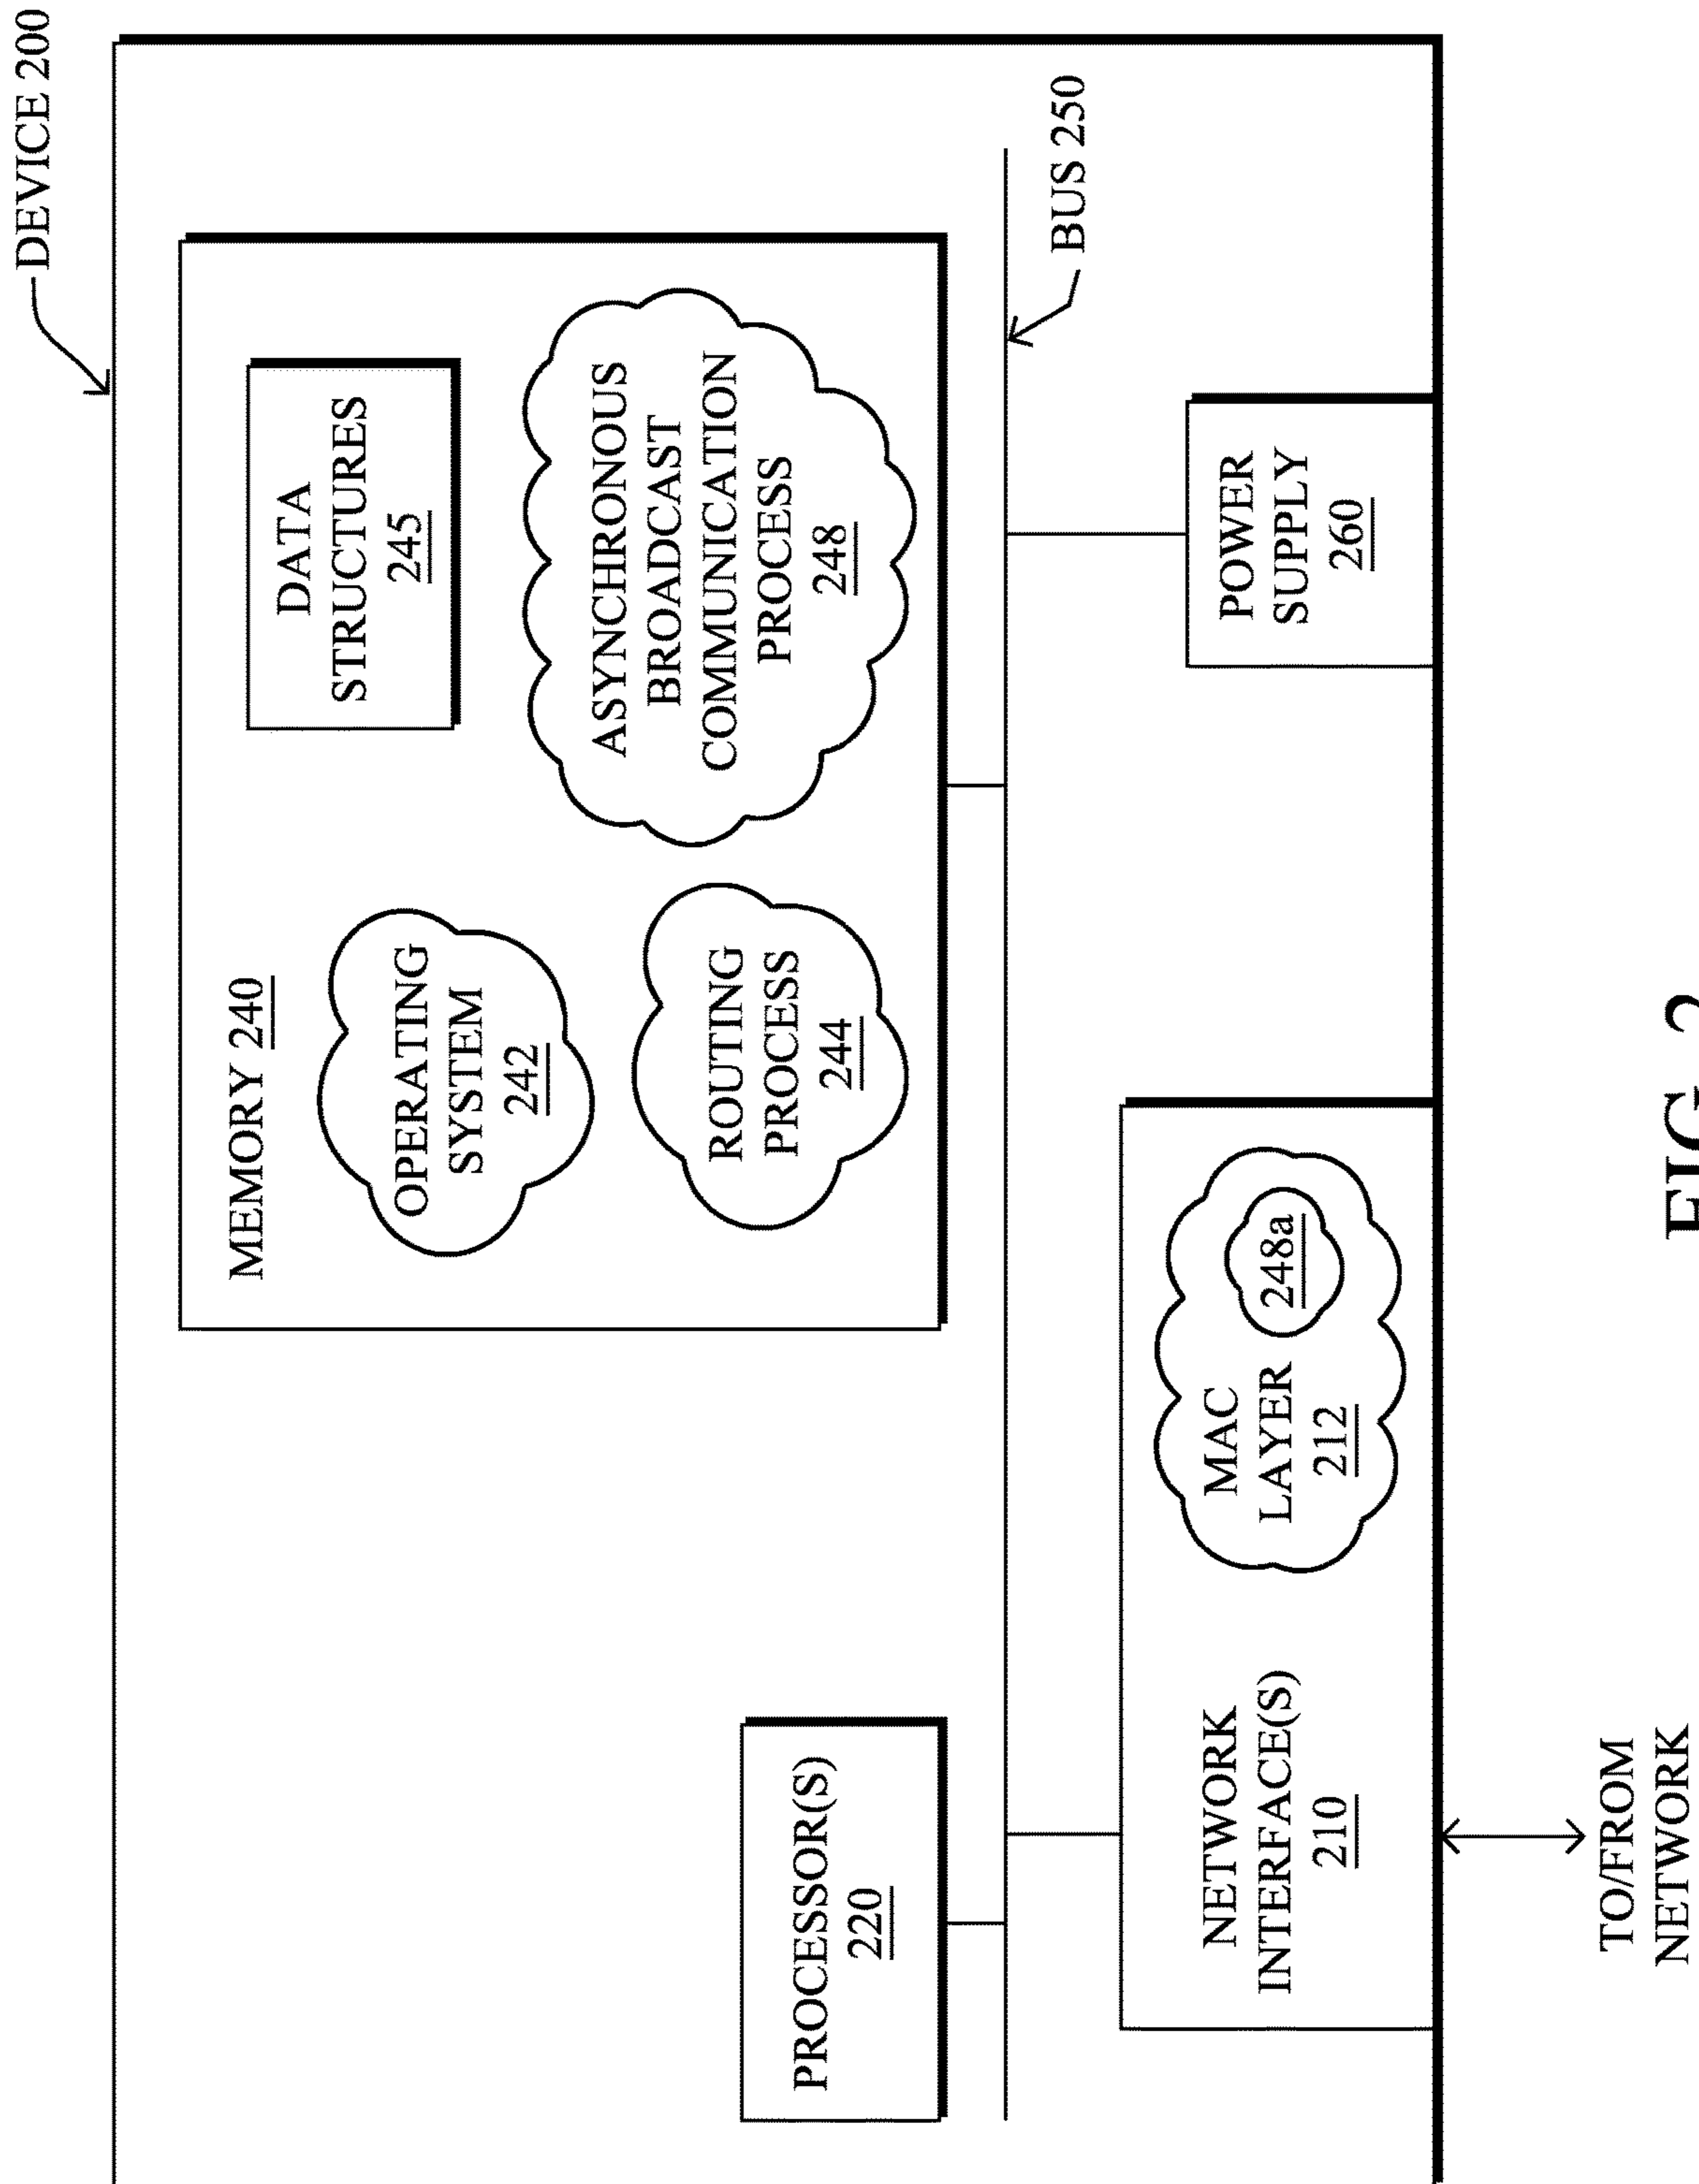 DEVICE 200
MEMORY 240
OPERATING
SYSTEM
242
DATA
STRUCTURES
245
ROUTING
PROCESS
244
ASYNCHRONOUS
BROADCAST
COMMUNICATION
PROCESS
248
PROCESSOR(S)
220
BUS 250
NETWORK
INTERFACE(S)
210
MAC
LAYER
212
248a
POWER
SUPPLY
260
TO/FROM
NETWORK
FIG. 2